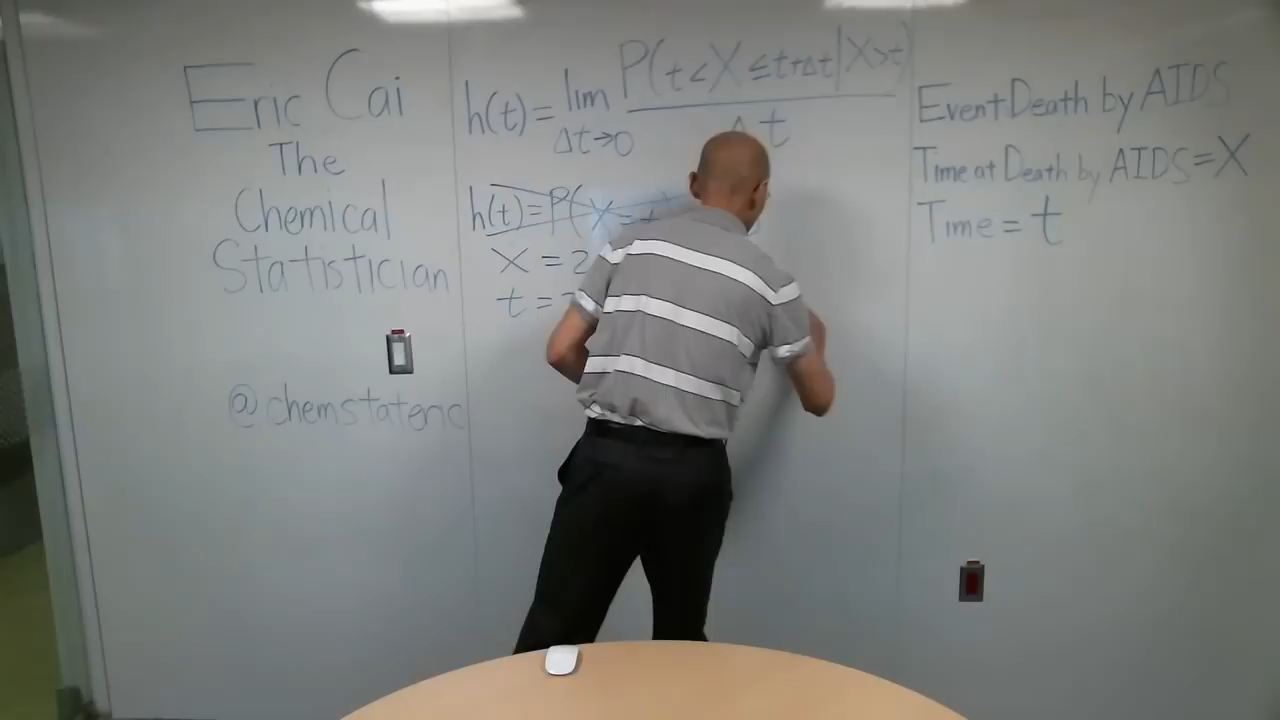 Eric Cai
The
Chemical
Statistician
@chemstateric
h(t) = lim P(t < X ≤ t+Δt | X > t)
Δt→0 Δt
h(t) = P(X = t
X = 2
t =
Event Death by AIDS
Time at Death by AIDS = X
Time = t